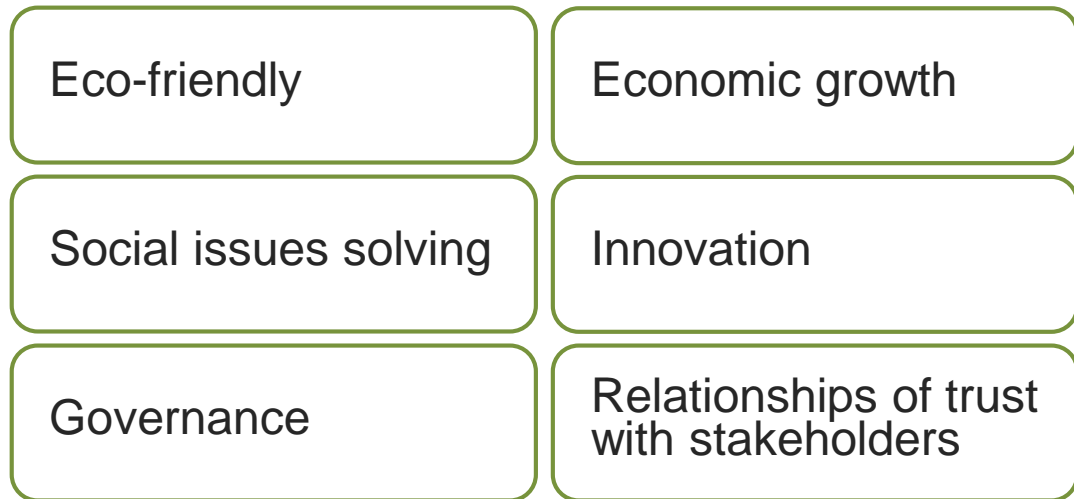 Eco-friendly
Economic growth
Social issues solving
Innovation
Governance
Relationships of trust
with stakeholders